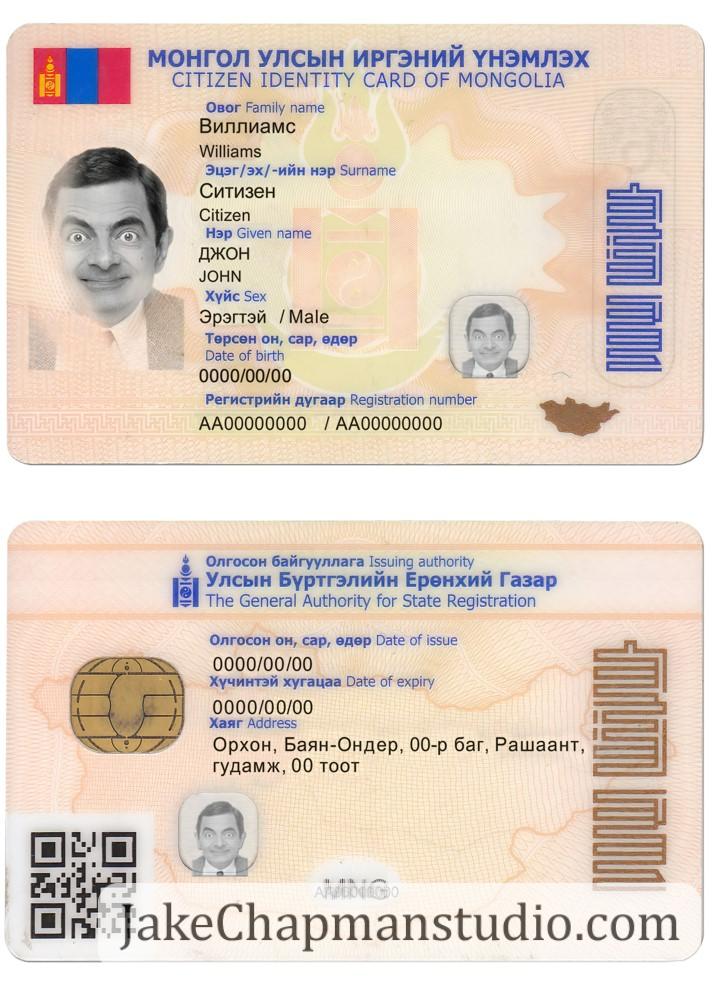 МОНГОЛ УЛСЫН ИРГЭНИЙ ҮНЭМЛЭХ
CITIZEN IDENTITY CARD OF MONGOLIA
Овог Family name
Виллиамс
Williams
Эцэг/эх/-ийн нэр Surname
Ситизен
Citizen
Нэр Given name
ДЖОН
JOHN
Хүйс Sex
Эрэгтэй / Male
Төрсөн он, сар, өдөр
Date of birth
0000/00/00
Регистрийн дугаар Registration number
АА00000000 / AA00000000
Олгосон байгууллага Issuing authority
Улсын Бүртгэлийн Ерөнхий Газар
The General Authority for State Registration
Олгосон он, сар, өдөр Date of issue
0000/00/00
Хүчинтэй хугацаа Date of expiry
0000/00/00
Хаяг Address
Орхон, Баян-Ондер, 00-р баг, Рашаант,
гудамж, 00 тоот
JakeChapmanstudio.com